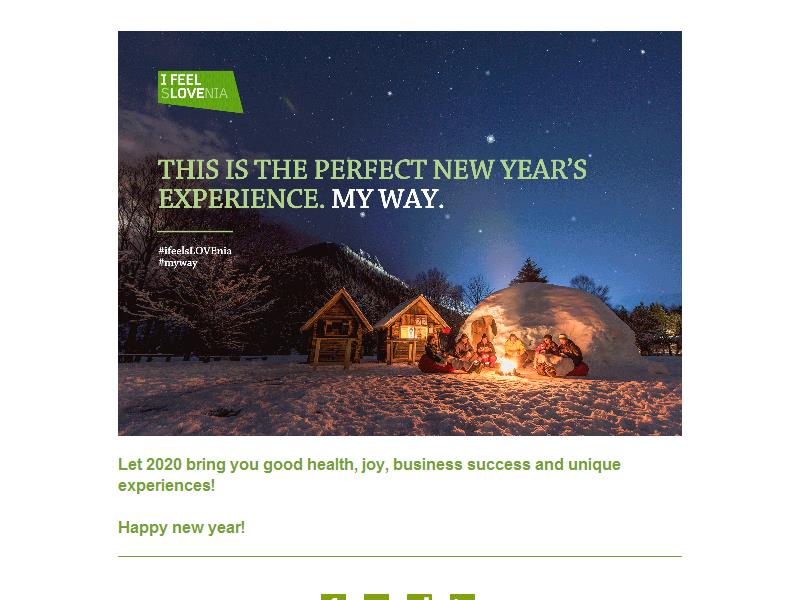 I FEEL
SLOVENIA
THIS IS THE PERFECT NEW YEAR'S
EXPERIENCE. MY WAY.
#ifeelsLOVEnia
#myway
Let 2020 bring you good health, joy, business success and unique
experiences!
Happy new year!